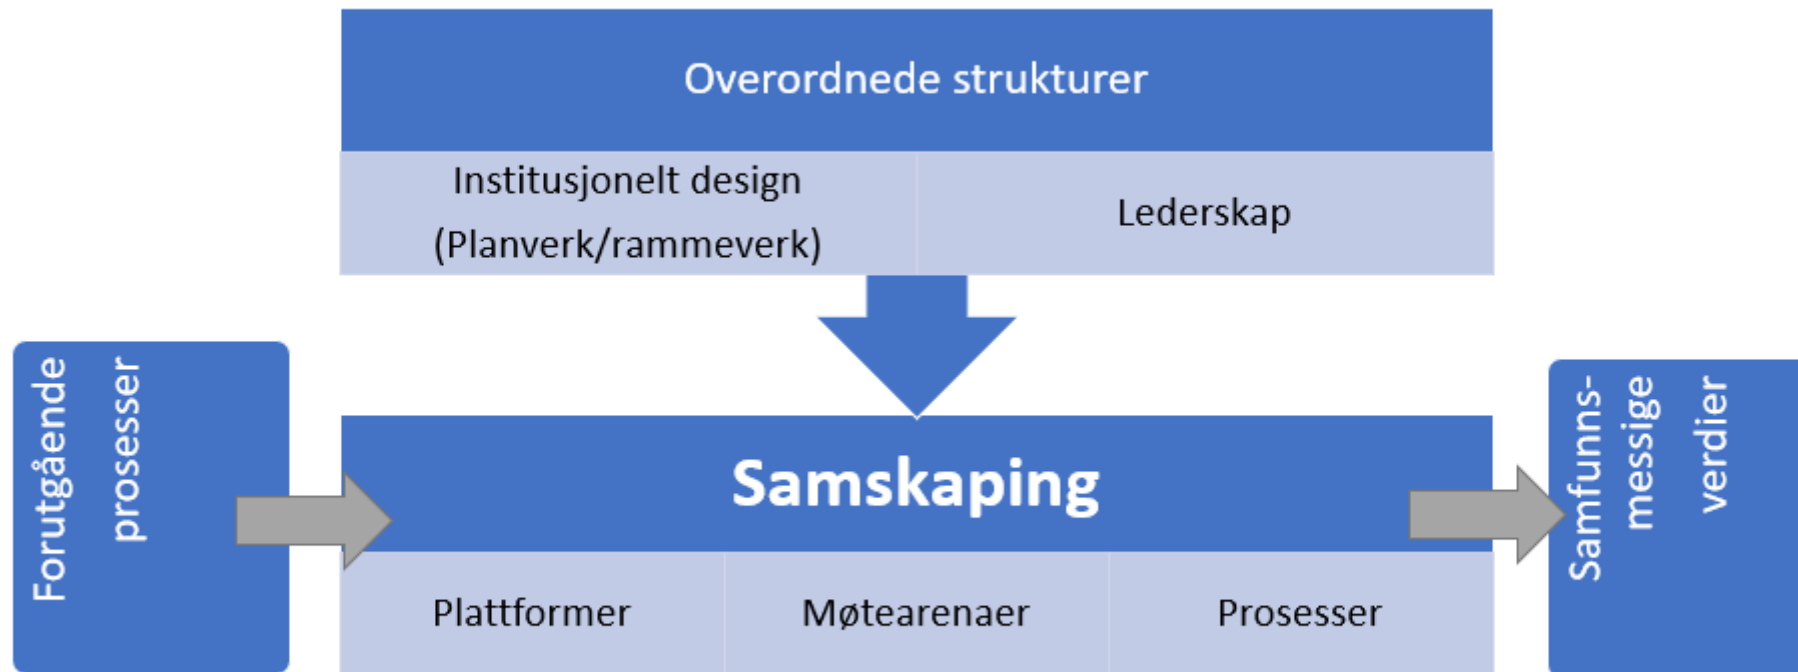 Overordnede strukturer
Institusjonelt design
(Planverk/rammeverk)
Lederskap
Forutgående
prosesser
Samskaping
Plattformer
Møtearenaer
Prosesser
Samfunns-
messige
verdier